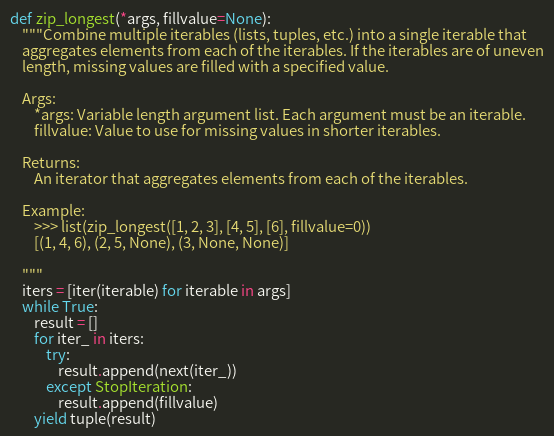 def zip_longest(*args, fillvalue=None):
    """Combine multiple iterables (lists, tuples, etc.) into a single iterable that
    aggregates elements from each of the iterables. If the iterables are of uneven
    length, missing values are filled with a specified value.

    Args:
        *args: Variable length argument list. Each argument must be an iterable.
        fillvalue: Value to use for missing values in shorter iterables.

    Returns:
        An iterator that aggregates elements from each of the iterables.

    Example:
        >>> list(zip_longest([1, 2, 3], [4, 5], [6], fillvalue=0))
        [(1, 4, 6), (2, 5, None), (3, None, None)]

    """
    iters = [iter(iterable) for iterable in args]
    while True:
        result = []
        for iter_ in iters:
            try:
                result.append(next(iter_))
            except StopIteration:
                result.append(fillvalue)
        yield tuple(result)